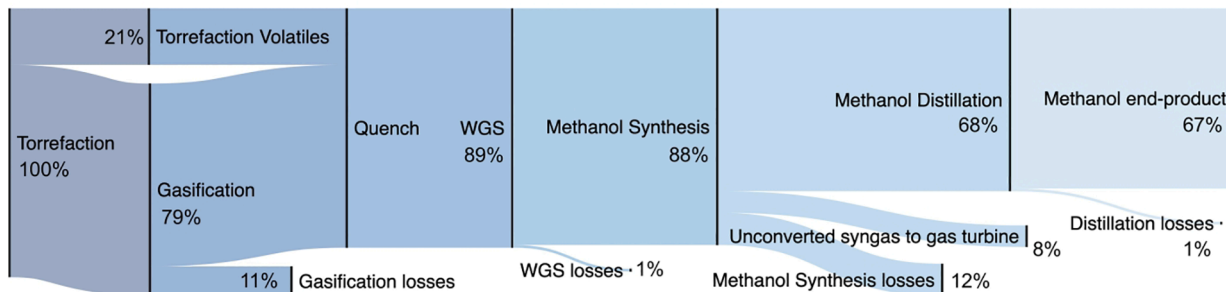 21% Torrefaction Volatiles
Torrefaction
100%
Gasification
79%
11% Gasification losses
Quench
WGS
89%
WGS losses 1%
Methanol Synthesis
88%
Methanol Distillation
68%
Unconverted syngas to gas turbine
8%
Methanol Synthesis losses 12%
Methanol end-product
67%
Distillation losses
1%